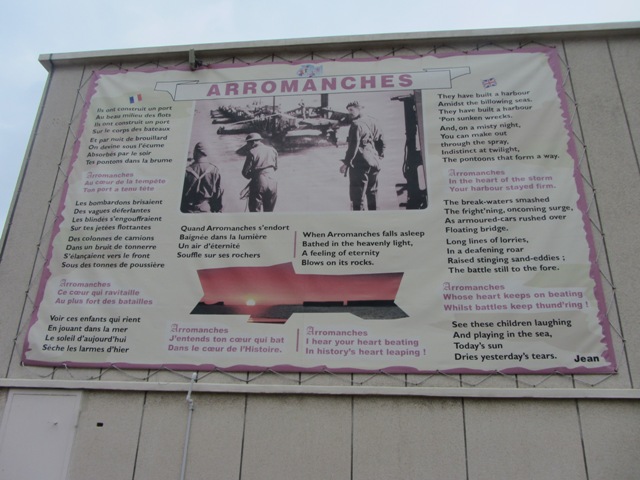 ARROMANCHES
Ils ont construit un port
Au beau milieu des flots
Ils ont construit un port
Sur le corps des bateaux
Et par nuit de brouillard
On devine sous l'écume
Absorbés par le soir
Tes pontons dans la brume
Arromanches
Au cœur de la tempête
Ton port a tenu tête
Les bombardons brisaient
Des vagues déferlantes
Les blindés s'engouffraient
Sur tes jetées flottantes
Des colonnes de camions
Dans un bruit de tonnerre
S'élançaient vers le front
Sous des tonnes de poussière
Arromanches
Ce cœur qui ravitaille
Au plus fort des batailles
Voir ces enfants qui rient
En jouant dans la mer
Le soleil d'aujourd'hui
Sèche les larmes d'hier
Quand Arromanches s'endort
Baignée dans la lumière
Un air d'éternité
Souffle sur ses rochers
Arromanches
J'entends ton cœur qui bat
Dans le cœur de l'Histoire.
When Arromanches falls asleep
Bathed in the heavenly light,
A feeling of eternity
Blows on its rocks.
Arromanches
I hear your heart beating
In history's heart leaping !
They have built a harbour
Amidst the billowing seas,
They have built a harbour
'Pon sunken wrecks.
And, on a misty night,
You can make out
through the spray,
Indistinct at twilight,
The pontoons that form a way.
Arromanches
In the heart of the storm
Your harbour stayed firm.
The break-waters smashed
The fright'ning, oncoming surge,
As armoured-cars rushed over
Floating bridge.
Long lines of lorries,
In a deafening roar
Raised stinging sand-eddies ;
The battle still to the fore.
Arromanches
Whose heart keeps on beating
Whilst battles keep thund'ring !
See these children laughing
And playing in the sea,
Today's sun
Dries yesterday's tears.
Jean